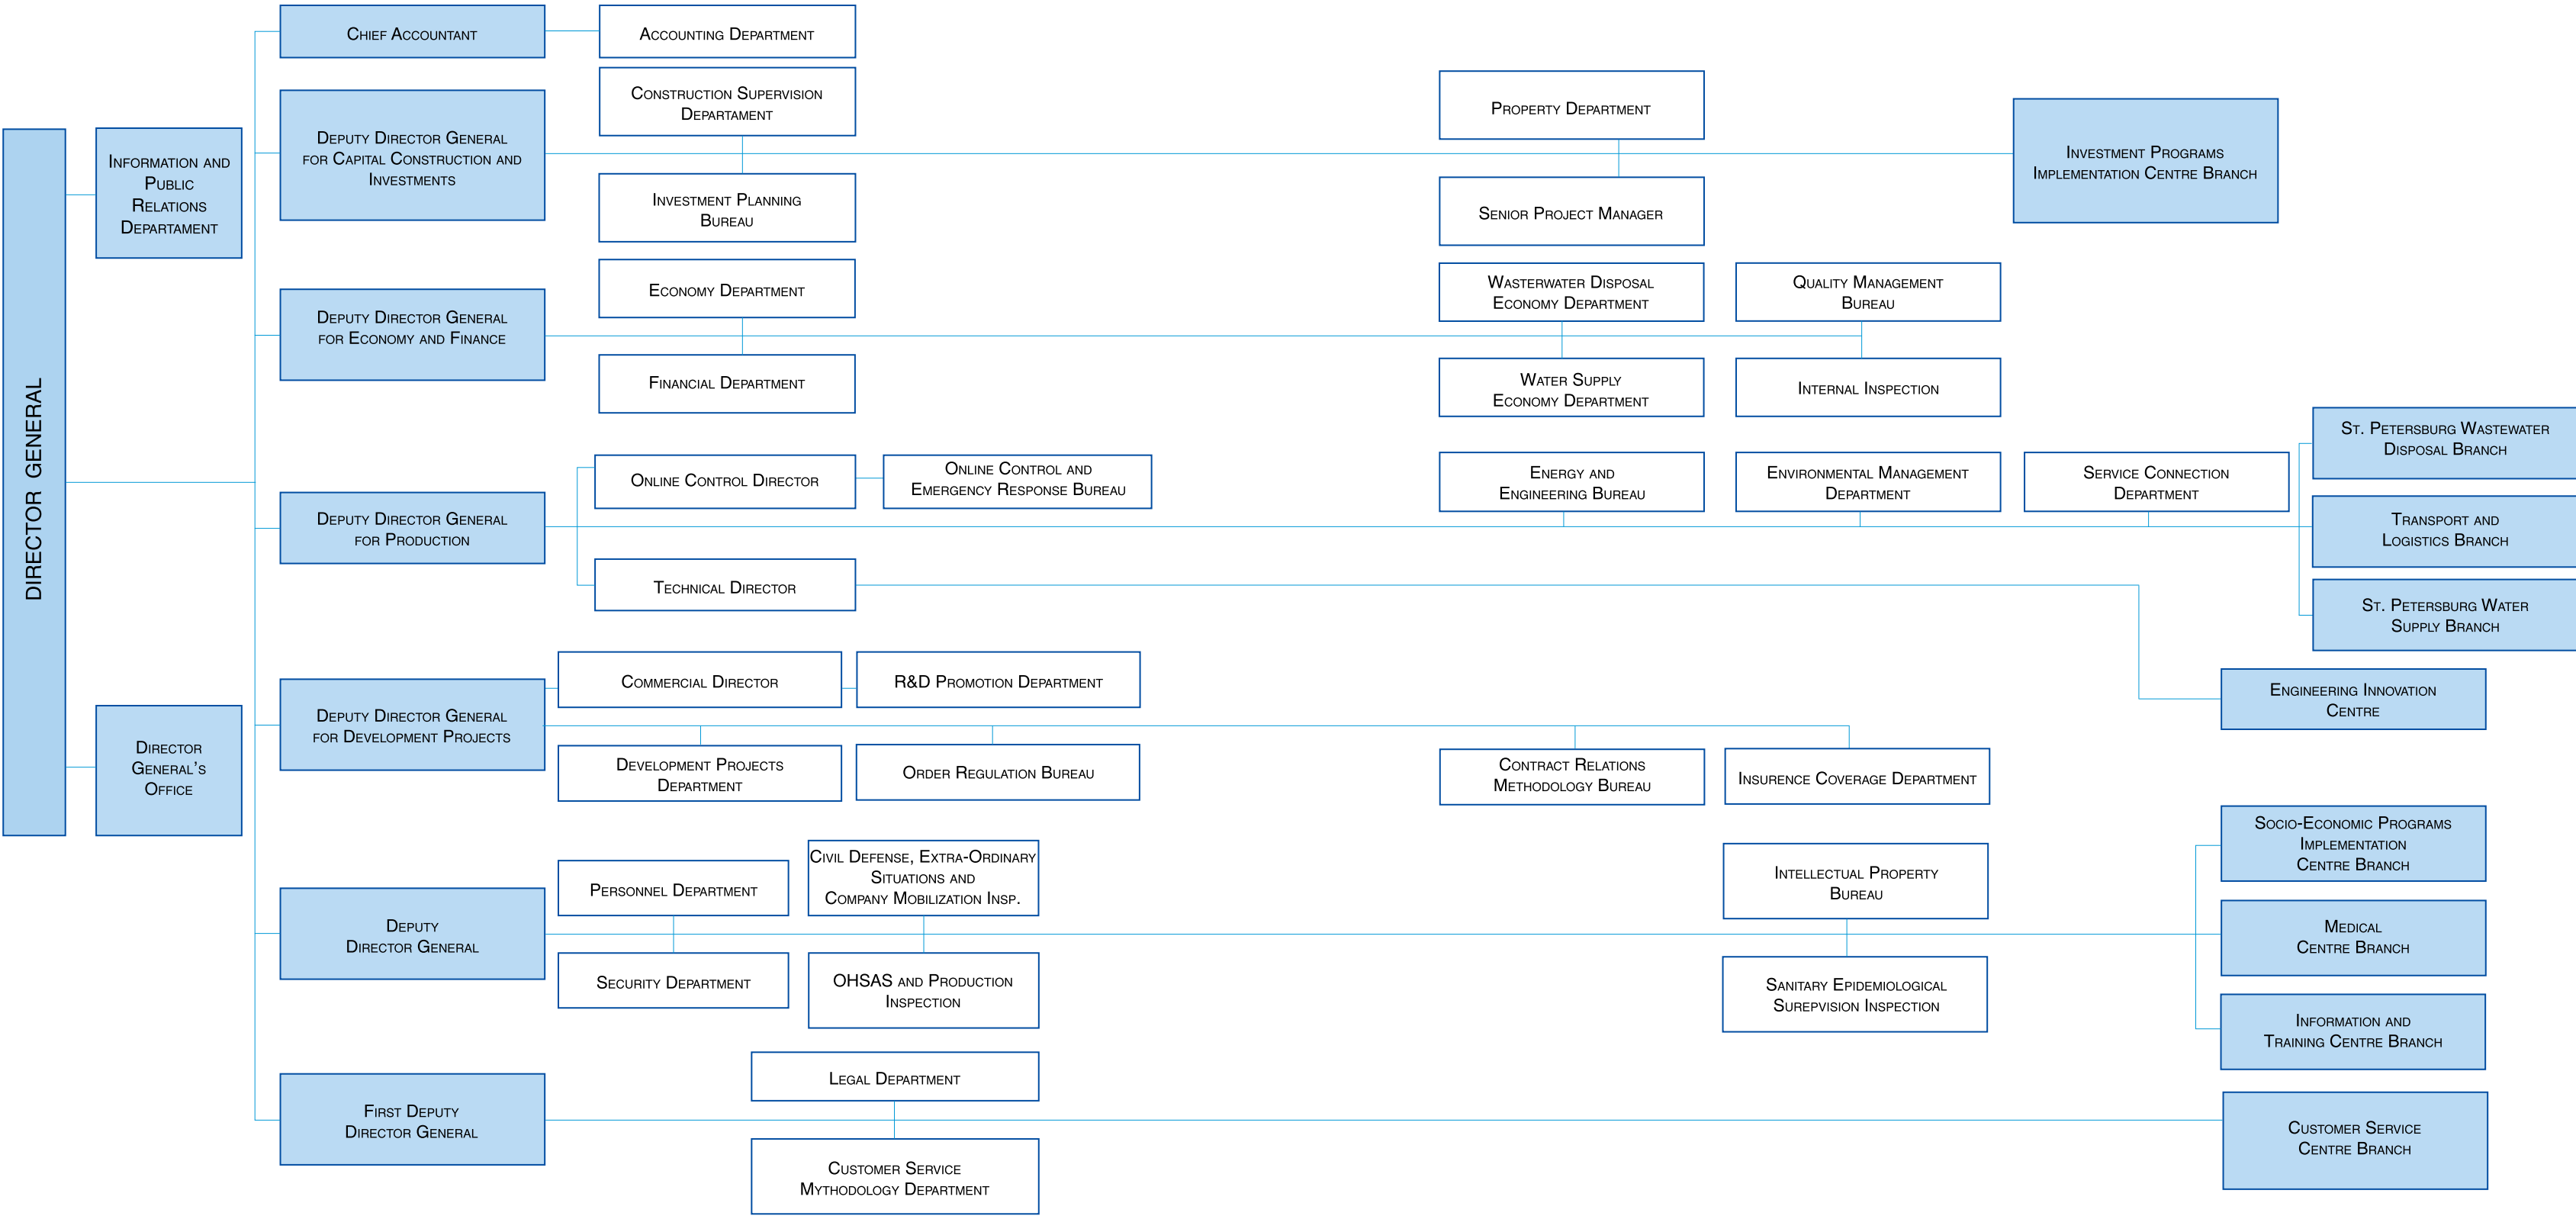 DIRECTOR GENERAL
Information and
Public
Relations
Departament
Director
General's
Office
Chief Accountant
Accounting Department
Deputy Director General
for Capital Construction and
Investments
Construction Supervision
Departament
Investment Planning
Bureau
Property Department
Senior Project Manager
Investment Programs
Implementation Centre Branch
Deputy Director General
for Economy and Finance
Economy Department
Financial Department
Wasterwater Disposal
Economy Department
Water Supply
Economy Department
Quality Management
Bureau
Internal Inspection
Deputy Director General
for Production
Online Control Director
Online Control and
Emergency Response Bureau
Technical Director
Energy and
Engineering Bureau
Environmental Management
Department
Service Connection
Department
St. Petersburg Wastewater
Disposal Branch
Transport and
Logistics Branch
St. Petersburg Water
Supply Branch
Engineering Innovation
Centre
Deputy Director General
for Development Projects
Commercial Director
R&D Promotion Department
Development Projects
Department
Order Regulation Bureau
Contract Relations
Methodology Bureau
Insurence Coverage Department
Deputy
Director General
Personnel Department
Civil Defense, Extra-Ordinary
Situations and
Company Mobilization Insp.
Security Department
OHSAS and Production
Inspection
Intellectual Property
Bureau
Sanitary Epidemiological
Surepvision Inspection
Socio-Economic Programs
Implementation
Centre Branch
Medical
Centre Branch
Information and
Training Centre Branch
First Deputy
Director General
Legal Department
Customer Service
Mythodology Department
Customer Service
Centre Branch